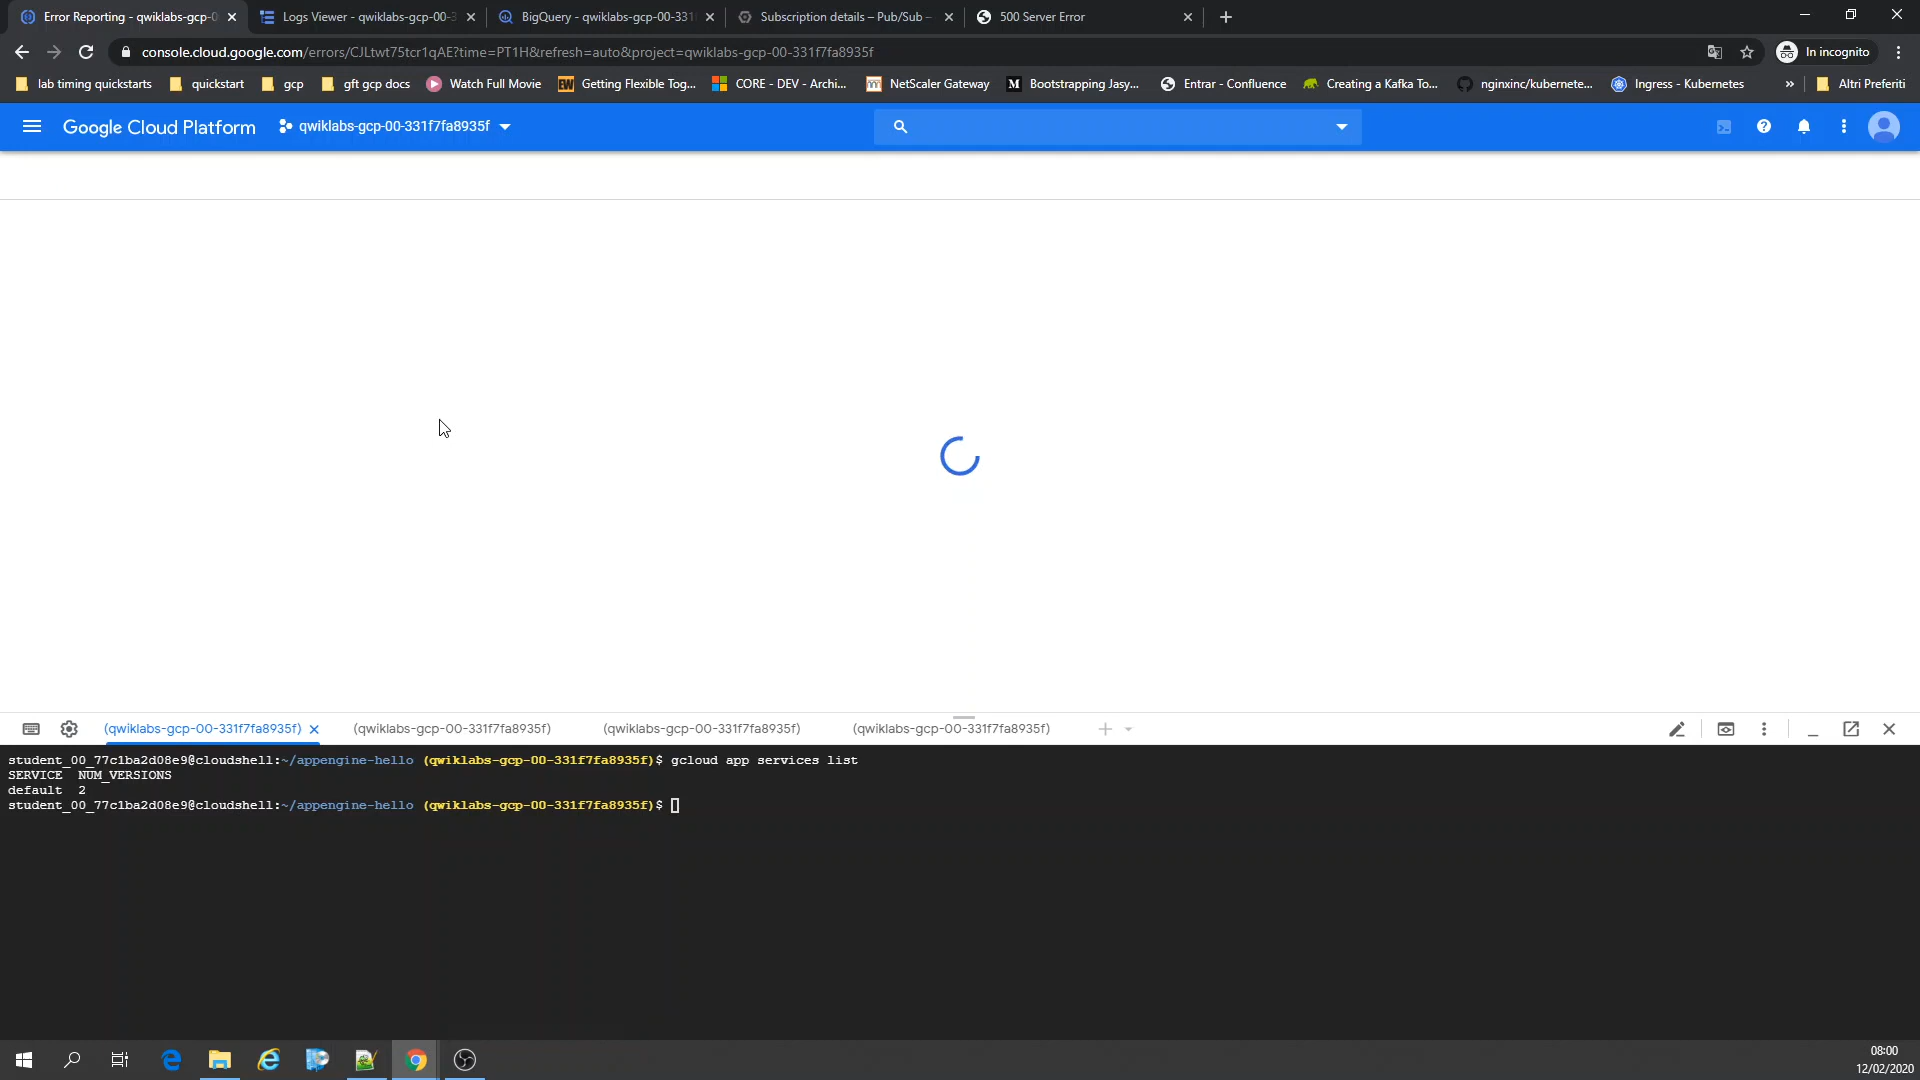 Error Reporting - qwiklabs-gcp-0
Logs Viewer - qwiklabs-gcp-00-3
BigQuery - qwiklabs-gcp-00-331
Subscription details – Pub/Sub –
500 Server Error
console.cloud.google.com/errors/CJLtwt75tcr1qAE?time=PT1H&refresh=auto&project=qwiklabs-gcp-00-331f7fa8935f
In incognito
lab timing quickstarts
quickstart
gcp
gft gcp docs
Watch Full Movie
EW Getting Flexible Tog...
CORE - DEV - Archi...
NetScaler Gateway
M Bootstrapping Jasy...
Entrar - Confluence
Creating a Kafka To...
nginxinc/kubernete...
Ingress - Kubernetes
»
Altri Preferiti
Google Cloud Platform
qwiklabs-gcp-00-331f7fa8935f
(qwiklabs-gcp-00-331f7fa8935f)
(qwiklabs-gcp-00-331f7fa8935f)
(qwiklabs-gcp-00-331f7fa8935f)
(qwiklabs-gcp-00-331f7fa8935f)
student_00_77c1ba2d08e9@cloudshell:~/appengine-hello (qwiklabs-gcp-00-331f7fa8935f)$ gcloud app services list
SERVICE NUM_VERSIONS
default 2
student_00_77c1ba2d08e9@cloudshell:~/appengine-hello (qwiklabs-gcp-00-331f7fa8935f)$
08:00
12/02/2020